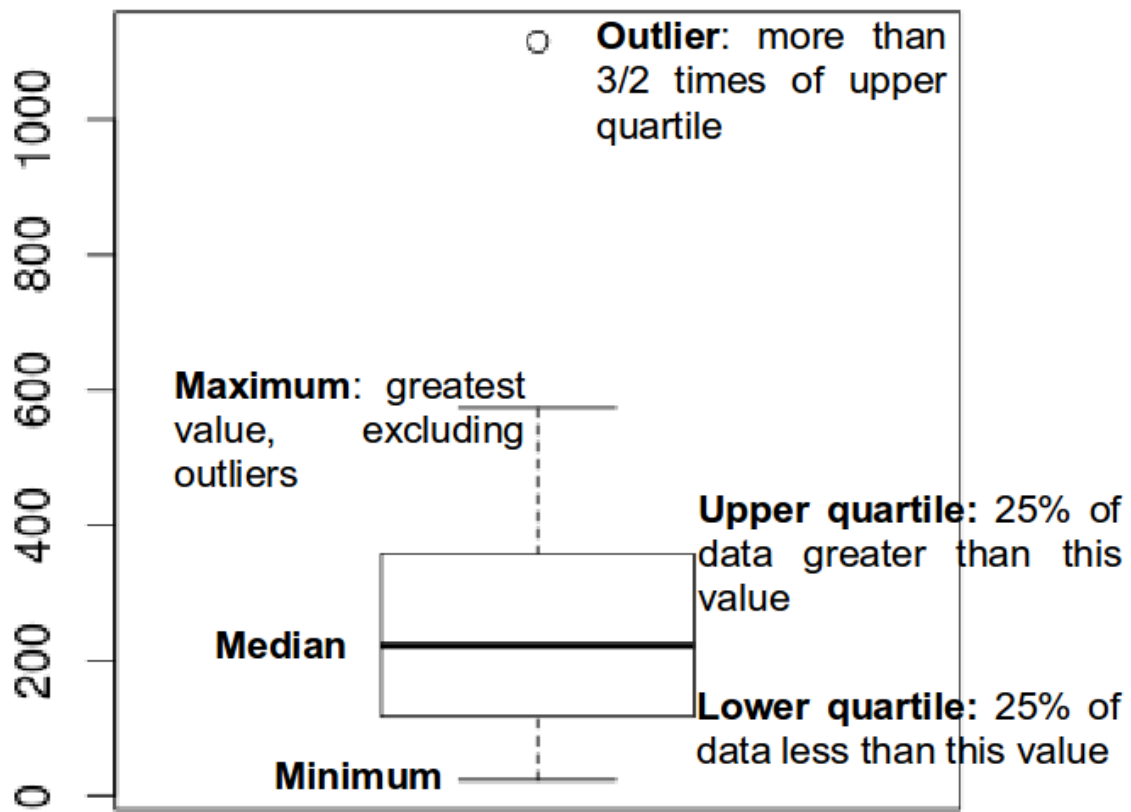 Outlier: more than
3/2 times of upper
quartile
1000
800
600
Maximum: greatest
value, excluding
outliers
400
Upper quartile: 25% of
data greater than this
value
Median
200
Lower quartile: 25% of
data less than this value
Minimum
0